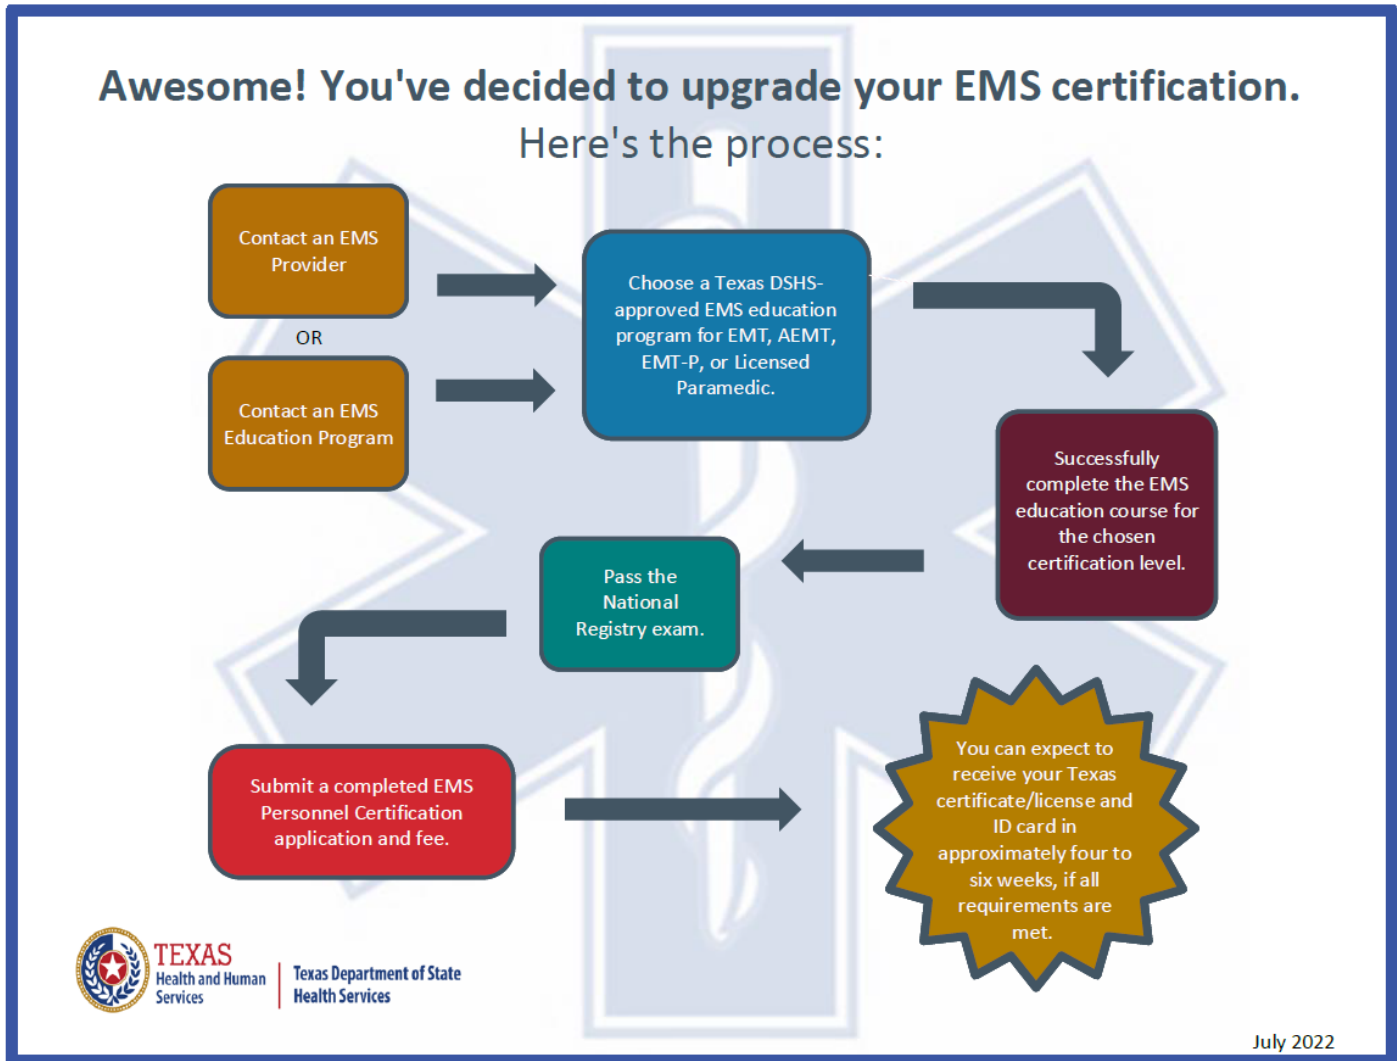 Awesome! You've decided to upgrade your EMS certification.
Here's the process:
Contact an EMS
Provider
OR
Contact an EMS
Education Program
Choose a Texas DSHS-
approved EMS education
program for EMT, AEMT,
EMT-P, or Licensed
Paramedic.
Successfully
complete the EMS
education course for
the chosen
certification level.
Pass the
National
Registry exam.
Submit a completed EMS
Personnel Certification
application and fee.
You can expect to
receive your Texas
certificate/license and
ID card in
approximately four to
six weeks, if all
requirements are
met.
TEXAS
Health and Human
Services
Texas Department of State
Health Services
July 2022